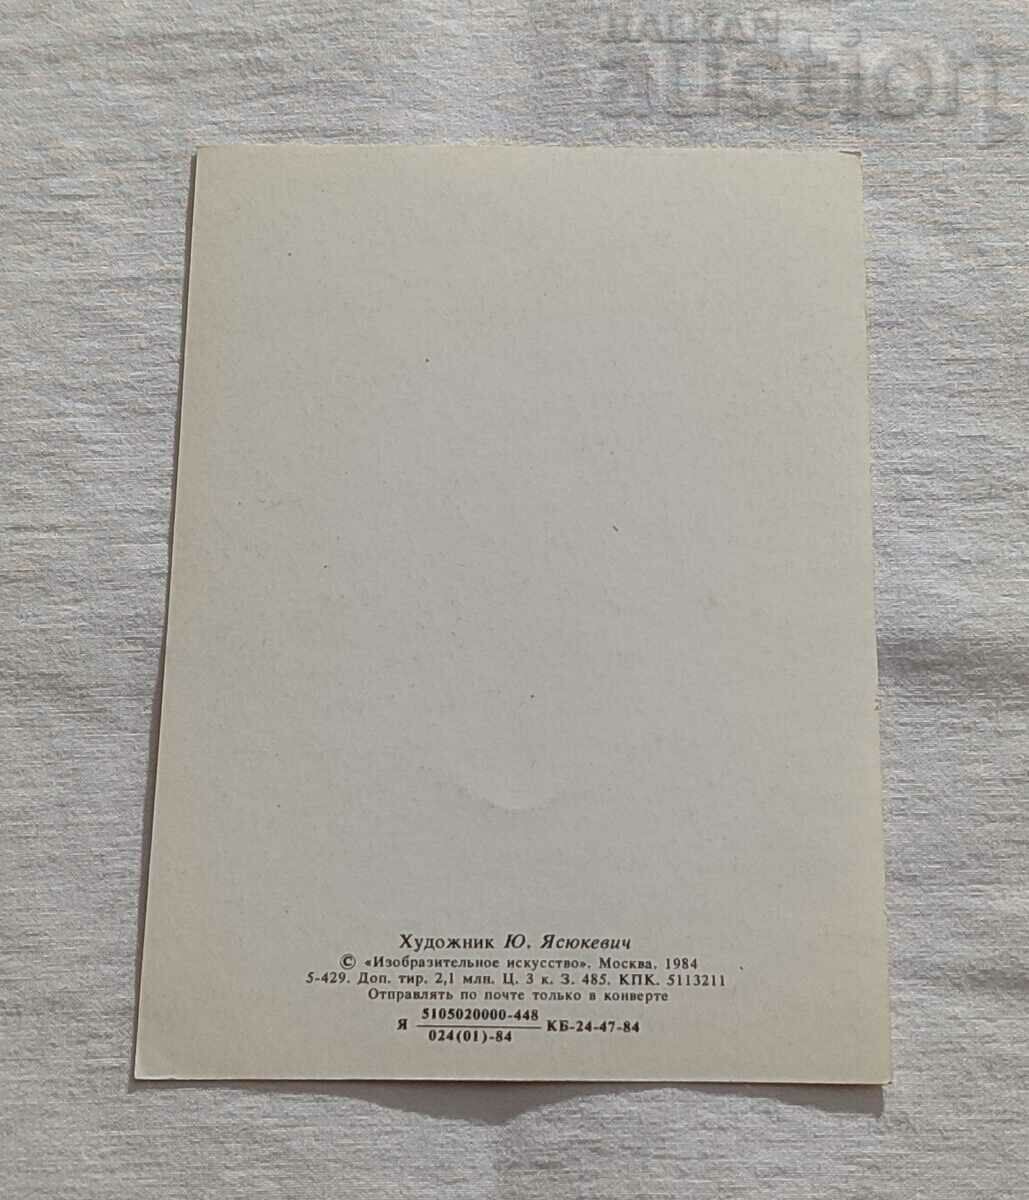 Художник Ю. Ясюкевич
© «Изобразительное искусство». Москва. 1984
5-429. Доп. тир. 2,1 млн. Ц. 3 к. З. 485. КПК. 5113211
Отправлять по почте только в конверте
Я 5105020000-448 КБ-24-47-84
024(01)-84